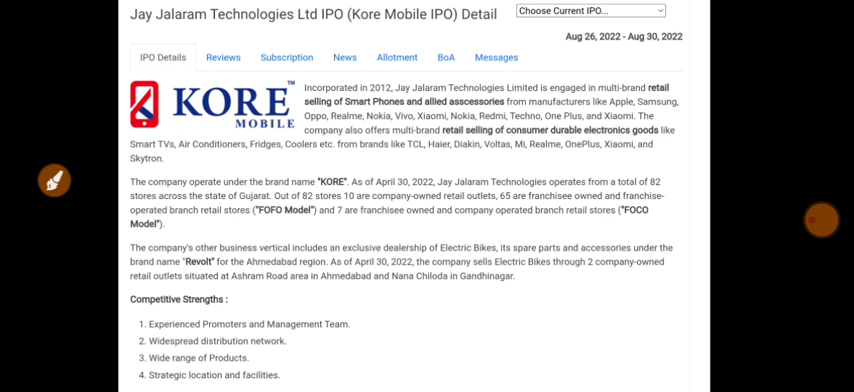 Jay Jalaram Technologies Ltd IPO (Kore Mobile IPO) Detail
Choose Current IPO...
Aug 26, 2022 - Aug 30, 2022
IPO Details Reviews Subscription News Allotment BoA Messages
KORE™
MOBILE
Incorporated in 2012, Jay Jalaram Technologies Limited is engaged in multi-brand retail
selling of Smart Phones and allied asscessories from manufacturers like Apple, Samsung,
Oppo, Realme, Nokia, Vivo, Xiaomi, Nokia, Redmi, Techno, One Plus, and Xiaomi. The
company also offers multi-brand retail selling of consumer durable electronics goods like
Smart TVs, Air Conditioners, Fridges, Coolers etc. from brands like TCL, Haier, Diakin, Voltas, Mi, Realme, OnePlus, Xiaomi, and
Skytron.
The company operate under the brand name "KORE". As of April 30, 2022, Jay Jalaram Technologies operates from a total of 82
stores across the state of Gujarat. Out of 82 stores 10 are company-owned retail outlets, 65 are franchisee owned and franchise-
operated branch retail stores ("FOFO Model") and 7 are franchisee owned and company operated branch retail stores ("FOCO
Model").
The company's other business vertical includes an exclusive dealership of Electric Bikes, its spare parts and accessories under the
brand name "Revolt" for the Ahmedabad region. As of April 30, 2022, the company sells Electric Bikes through 2 company-owned
retail outlets situated at Ashram Road area in Ahmedabad and Nana Chiloda in Gandhinagar.
Competitive Strengths :
1. Experienced Promoters and Management Team.
2. Widespread distribution network.
3. Wide range of Products.
4. Strategic location and facilities.